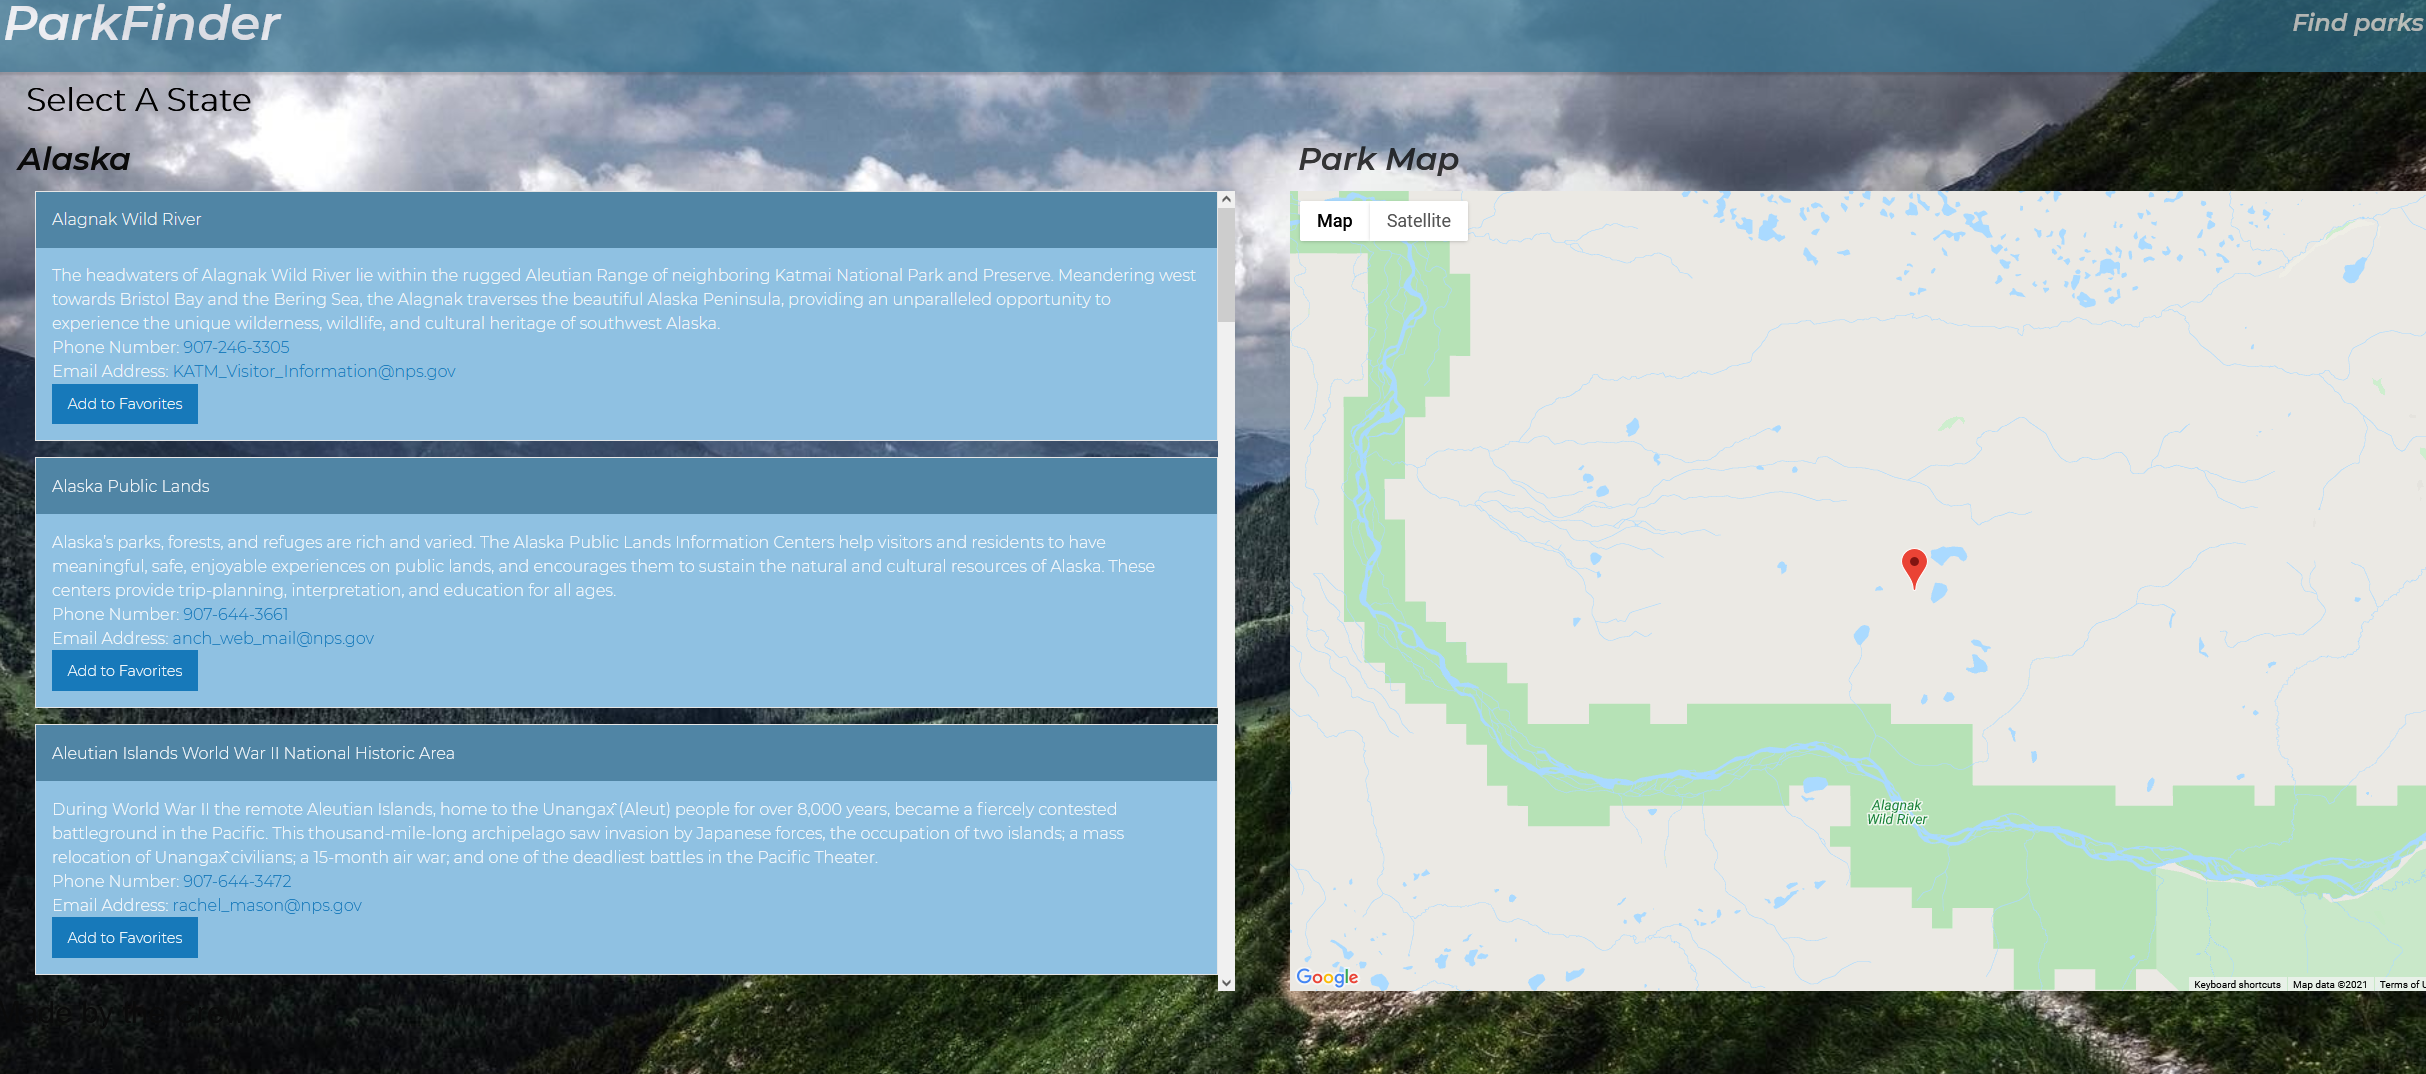 ParkFinder
Find parks
Select A State
Alaska
Park Map
Alagnak Wild River
The headwaters of Alagnak Wild River lie within the rugged Aleutian Range of neighboring Katmai National Park and Preserve. Meandering west
towards Bristol Bay and the Bering Sea, the Alagnak traverses the beautiful Alaska Peninsula, providing an unparalleled opportunity to
experience the unique wilderness, wildlife, and cultural heritage of southwest Alaska.
Phone Number: 907-246-3305
Email Address: KATM_Visitor_Information@nps.gov
Add to Favorites
Alaska Public Lands
Alaska's parks, forests, and refuges are rich and varied. The Alaska Public Lands Information Centers help visitors and residents to have
meaningful, safe, enjoyable experiences on public lands, and encourages them to sustain the natural and cultural resources of Alaska. These
centers provide trip-planning, interpretation, and education for all ages.
Phone Number: 907-644-3661
Email Address: anch_web_mail@nps.gov
Add to Favorites
Aleutian Islands World War II National Historic Area
During World War II the remote Aleutian Islands, home to the Unangax̂ (Aleut) people for over 8,000 years, became a fiercely contested
battleground in the Pacific. This thousand-mile-long archipelago saw invasion by Japanese forces, the occupation of two islands; a mass
relocation of Unangax̂ civilians; a 15-month air war; and one of the deadliest battles in the Pacific Theater.
Phone Number: 907-644-3472
Email Address: rachel_mason@nps.gov
Add to Favorites
Map Satellite
Alagnak
Wild River
Google
Keyboard shortcuts Map data ©2021 Terms of U